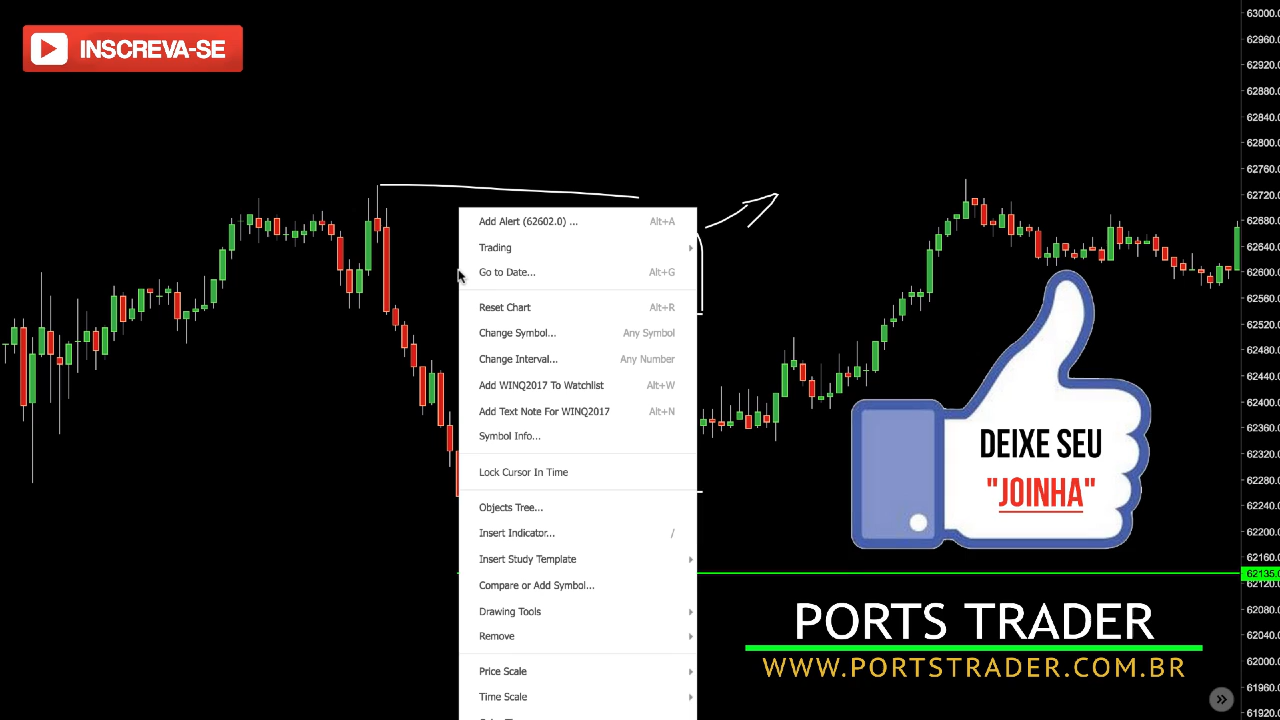 INSCREVA-SE
Add Alert (62602.0) ... Alt+A
Trading
Go to Date... Alt+G
Reset Chart Alt+R
Change Symbol... Any Symbol
Change Interval... Any Number
Add WINQ2017 To Watchlist Alt+W
Add Text Note For WINQ2017 Alt+N
Symbol Info...
Lock Cursor In Time
Objects Tree...
Insert Indicator... /
Insert Study Template
Compare or Add Symbol...
Drawing Tools
Remove
Price Scale
Time Scale
DEIXE SEU
"JOINHA"
PORTS TRADER
WWW.PORTSTRADER.COM.BR
63000.0
62960.0
62920.0
62880.0
62840.0
62800.0
62760.0
62720.0
62680.0
62640.0
62600.0
62560.0
62520.0
62480.0
62440.0
62400.0
62360.0
62320.0
62280.0
62240.0
62200.0
62160.0
62135.0
62120.0
62080.0
62040.0
62000.0
61960.0
61920.0